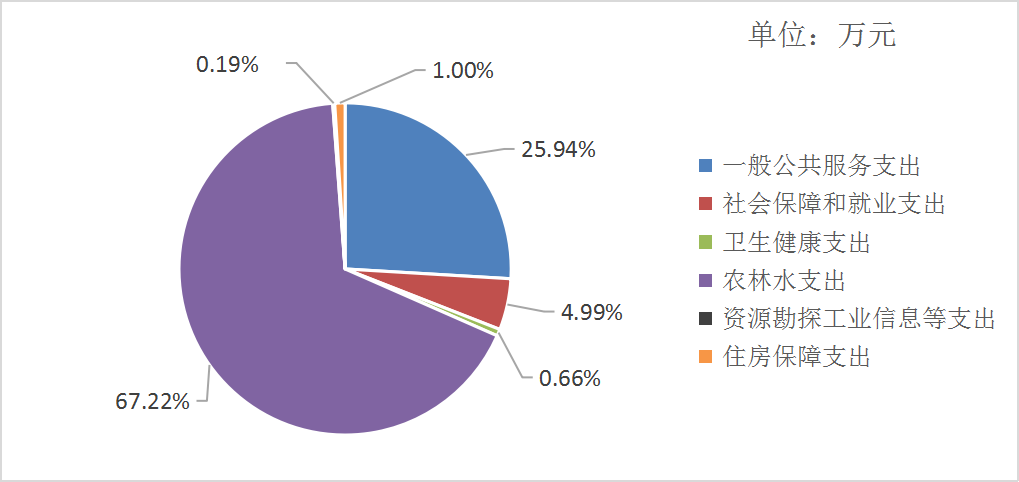 单位：万元
0.19%
1.00%
25.94%
4.99%
0.66%
67.22%
一般公共服务支出
社会保障和就业支出
卫生健康支出
农林水支出
资源勘探工业信息等支出
住房保障支出